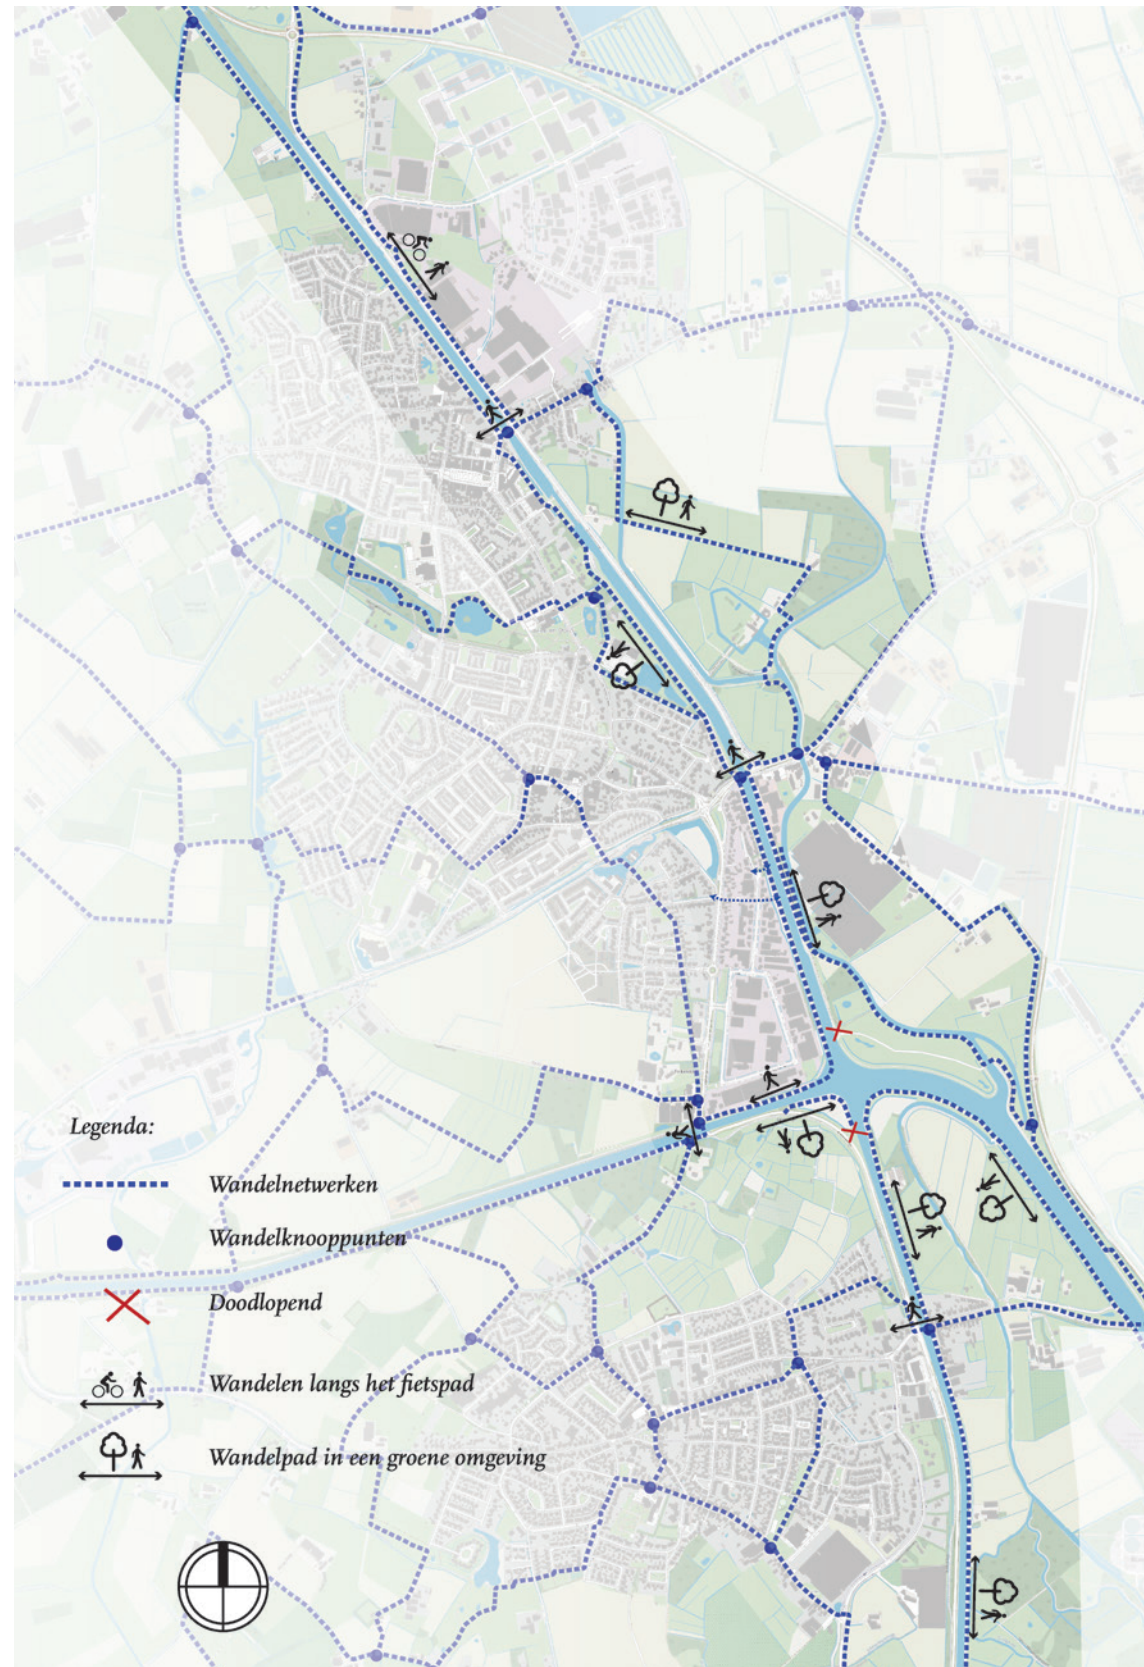 Legenda:
Wandelnetwerken
Wandelknooppunten
Doodlopend
Wandelen langs het fietspad
Wandelpad in een groene omgeving